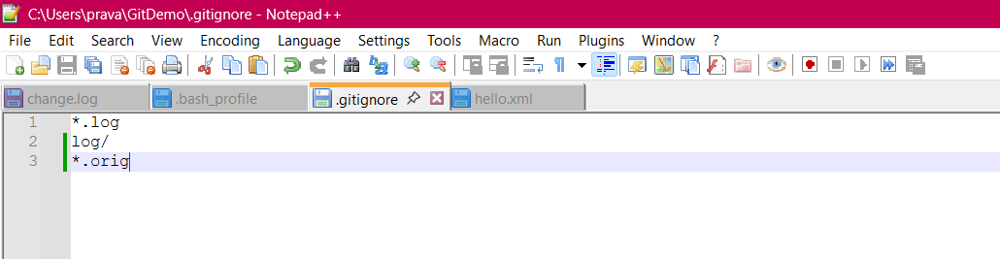 C:\Users\prava\GitDemo\.gitignore - Notepad++
File Edit Search View Encoding Language Settings Tools Macro Run Plugins Window ?
change.log .bash_profile .gitignore hello.xml
1 *.log
2 log/
3 *.orig